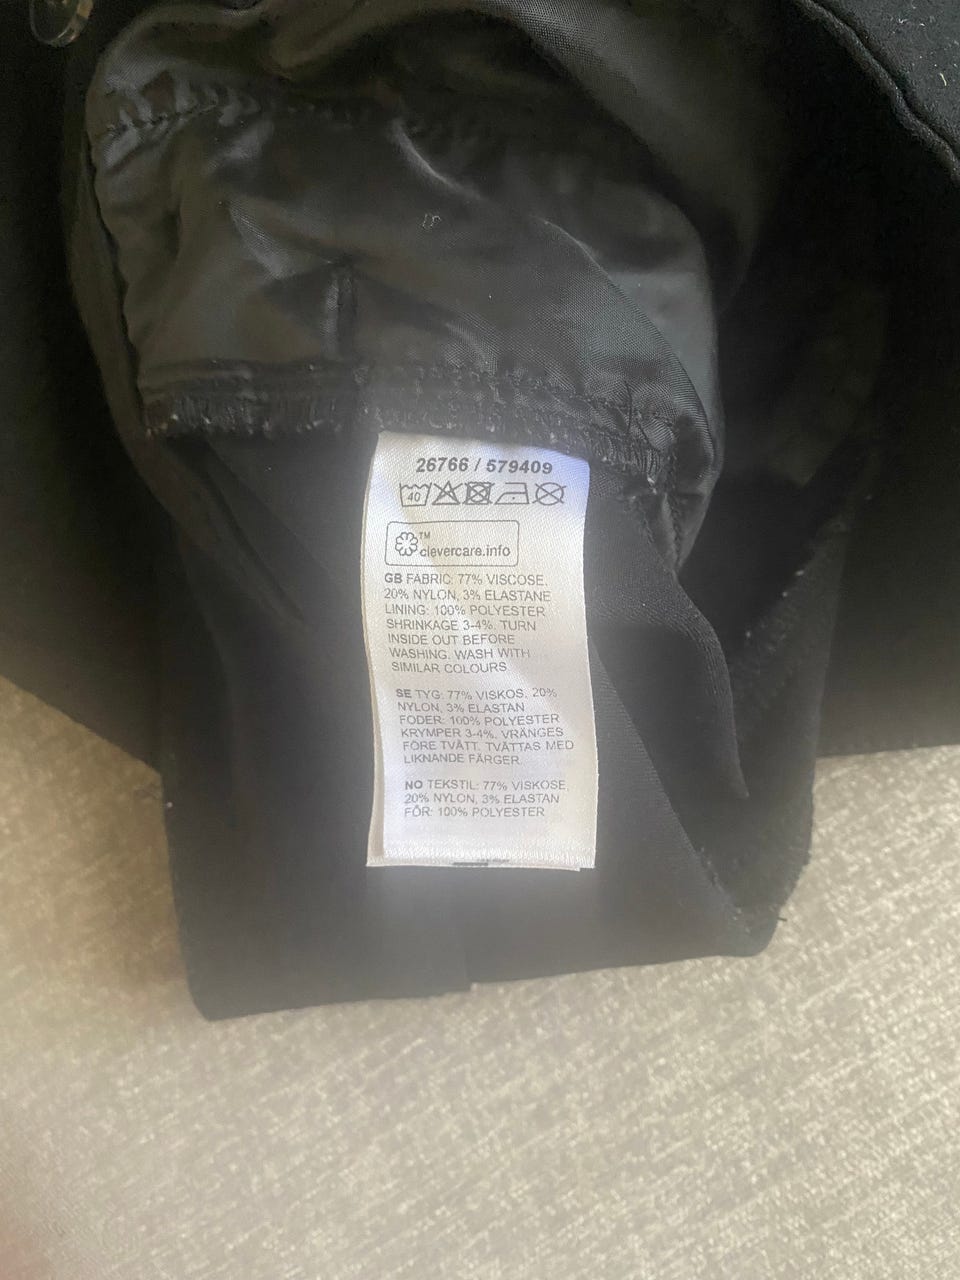 26766 / 579409
40
TM
clevercare.info
GB FABRIC: 77% VISCOSE,
20% NYLON, 3% ELASTANE
LINING: 100% POLYESTER
SHRINKAGE 3-4%. TURN
INSIDE OUT BEFORE
WASHING. WASH WITH
SIMILAR COLOURS
SE TYG: 77% VISKOS, 20%
NYLON, 3% ELASTAN
FODER: 100% POLYESTER
KRYMPER 3-4%. VRÄNGES
FÖRE TVÄTT. TVÄTTAS MED
LIKNANDE FÄRGER.
NO TEKSTIL: 77% VISKOSE,
20% NYLON, 3% ELASTAN
FÔR: 100% POLYESTER